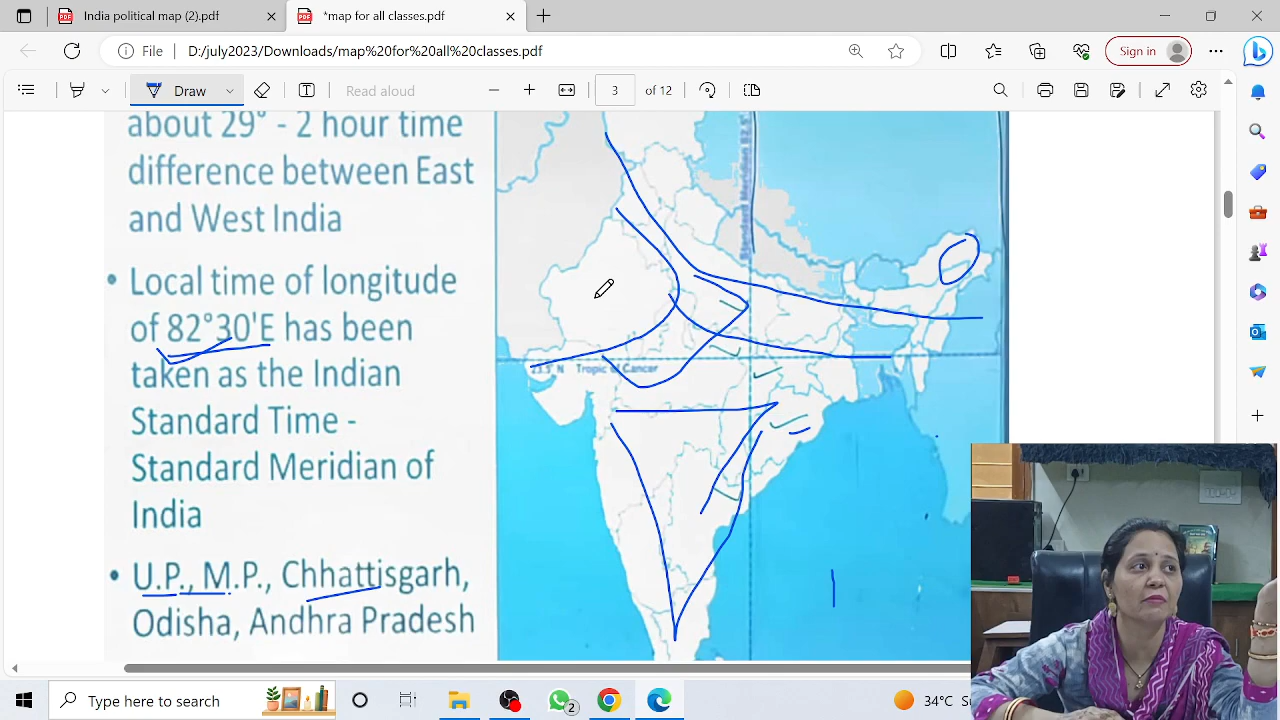 India political map (2).pdf
*map for all classes.pdf
File
D:/july2023/Downloads/map%20for%20all%20classes.pdf
Sign in
Draw
Read aloud
3
of 12
about 29° - 2 hour time
difference between East
and West India
• Local time of longitude
of 82°30'E has been
taken as the Indian
Standard Time -
Standard Meridian of
India
• U.P., M.P., Chhattisgarh,
Odisha, Andhra Pradesh
23.5° N Tropic of Cancer
Type here to search
2
34°C